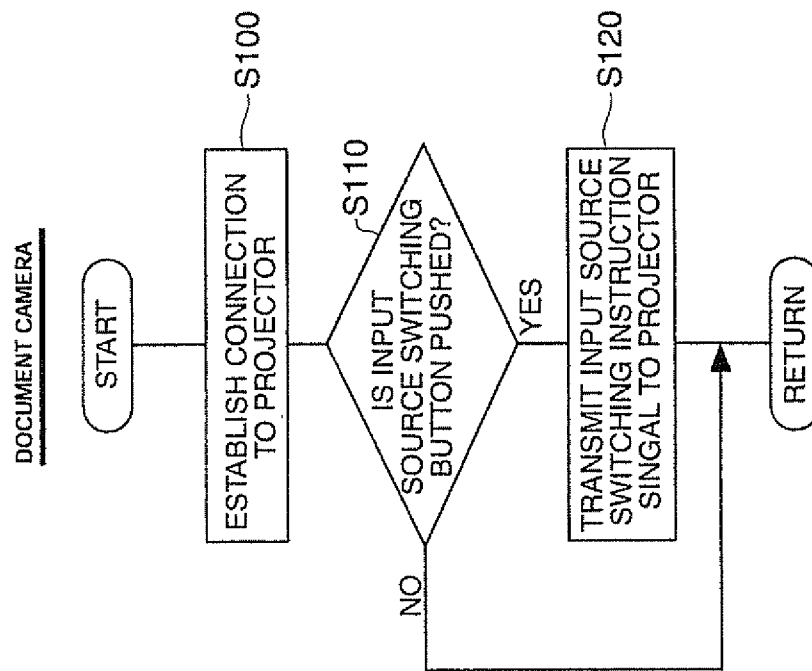 DOCUMENT CAMERA
START
ESTABLISH CONNECTION
TO PROJECTOR
S100
IS INPUT
SOURCE SWITCHING
BUTTON PUSHED?
S110
NO
YES
TRANSMIT INPUT SOURCE
SWITCHING INSTRUCTION
SINGAL TO PROJECTOR
S120
RETURN